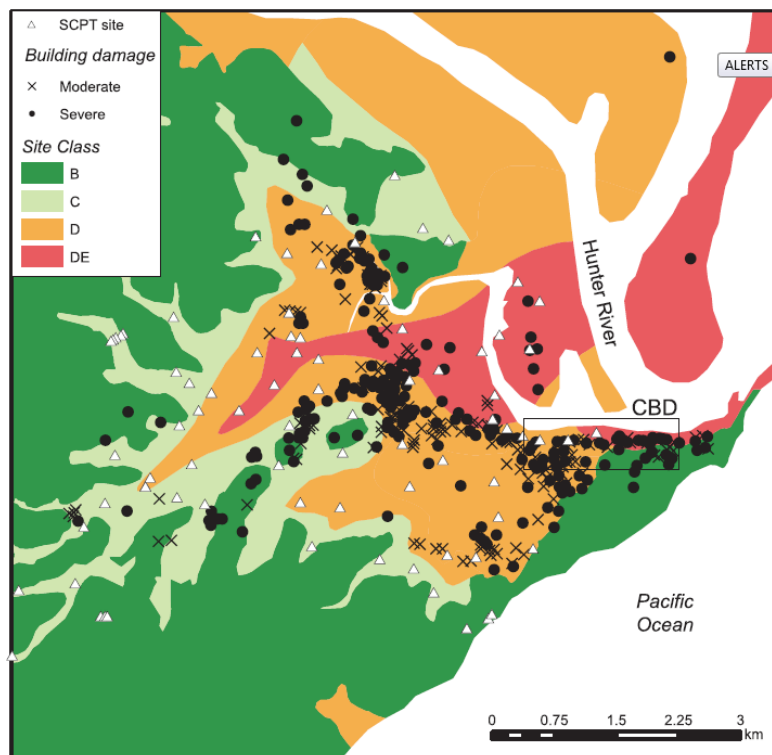 SCPT site
Building damage
Moderate
Severe
Site Class
B
C
D
DE
ALERTS
Hunter River
CBD
Pacific
Ocean
0 0.75 1.5 2.25 3
km